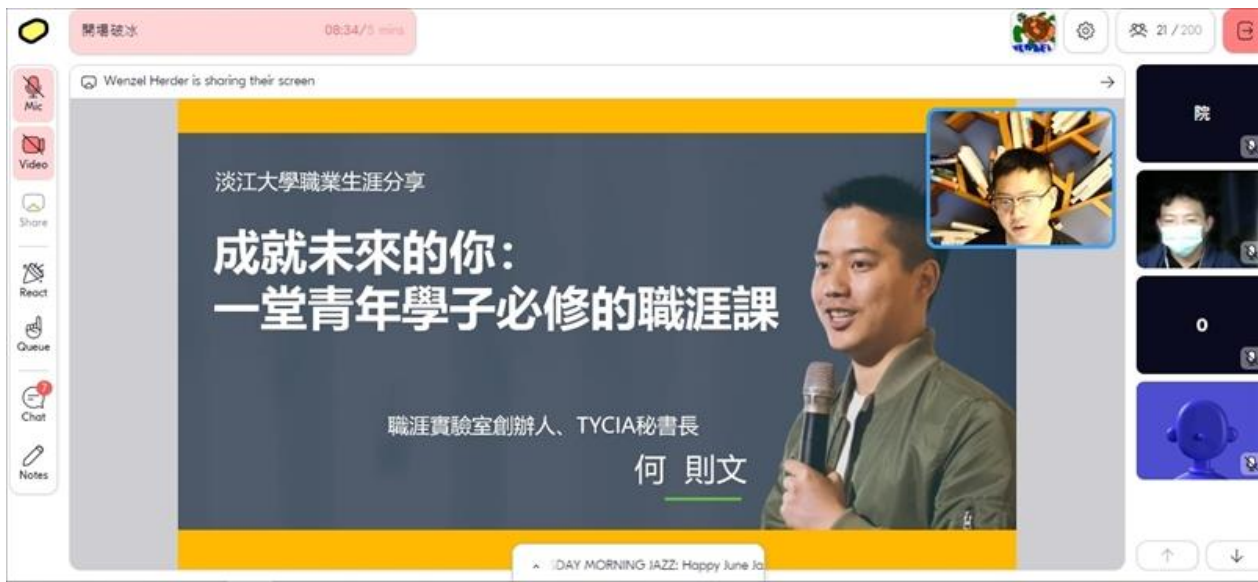 開場破冰
08:34/5 mins
21 / 200
Mic
Video
Share
React
Queue
7
Chat
Notes
Wenzel Herder is sharing their screen
淡江大學職業生涯分享
成就未來的你：
一堂青年學子必修的職涯課
職涯實驗室創辦人、TYCIA秘書長
何 則文
院
O
DAY MORNING JAZZ: Happy June Ja